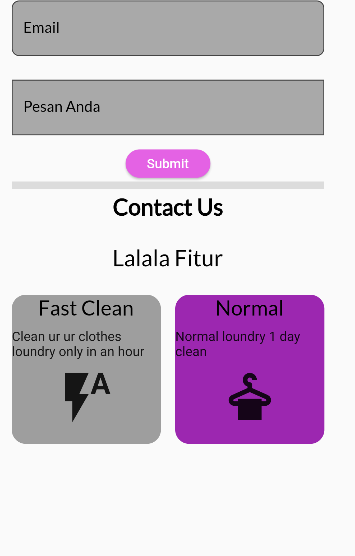 Email
Pesan Anda
Submit
Contact Us
Lalala Fitur
Fast Clean
Clean ur ur clothes
loundry only in an hour
A
Normal
Normal loundry 1 day
clean